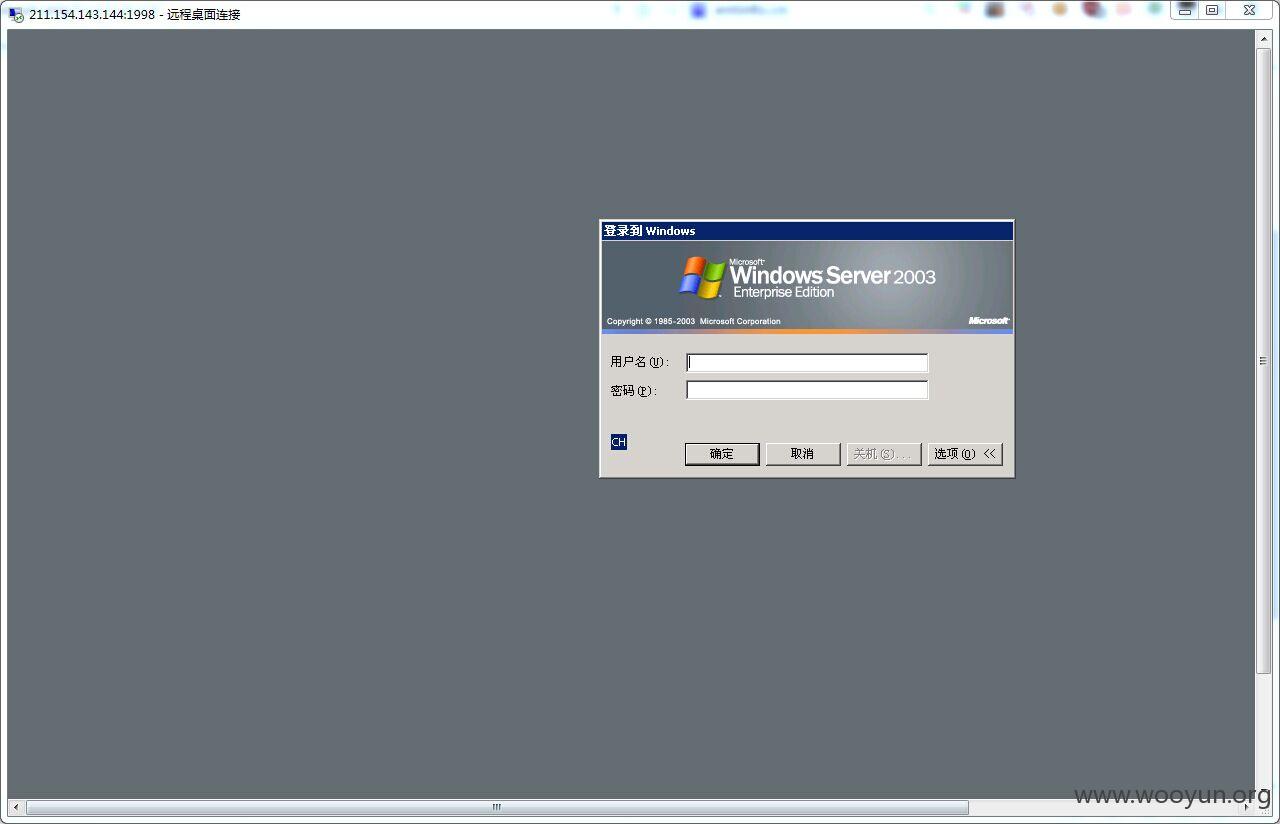 211.154.143.144:1998 - 远程桌面连接
登录到 Windows
Microsoft
Windows Server 2003
Enterprise Edition
Copyright © 1985-2003 Microsoft Corporation
Microsoft
用户名(U):
密码(P):
CH
确定
取消
关机(S)...
选项(O) <<
www.wooyun.org